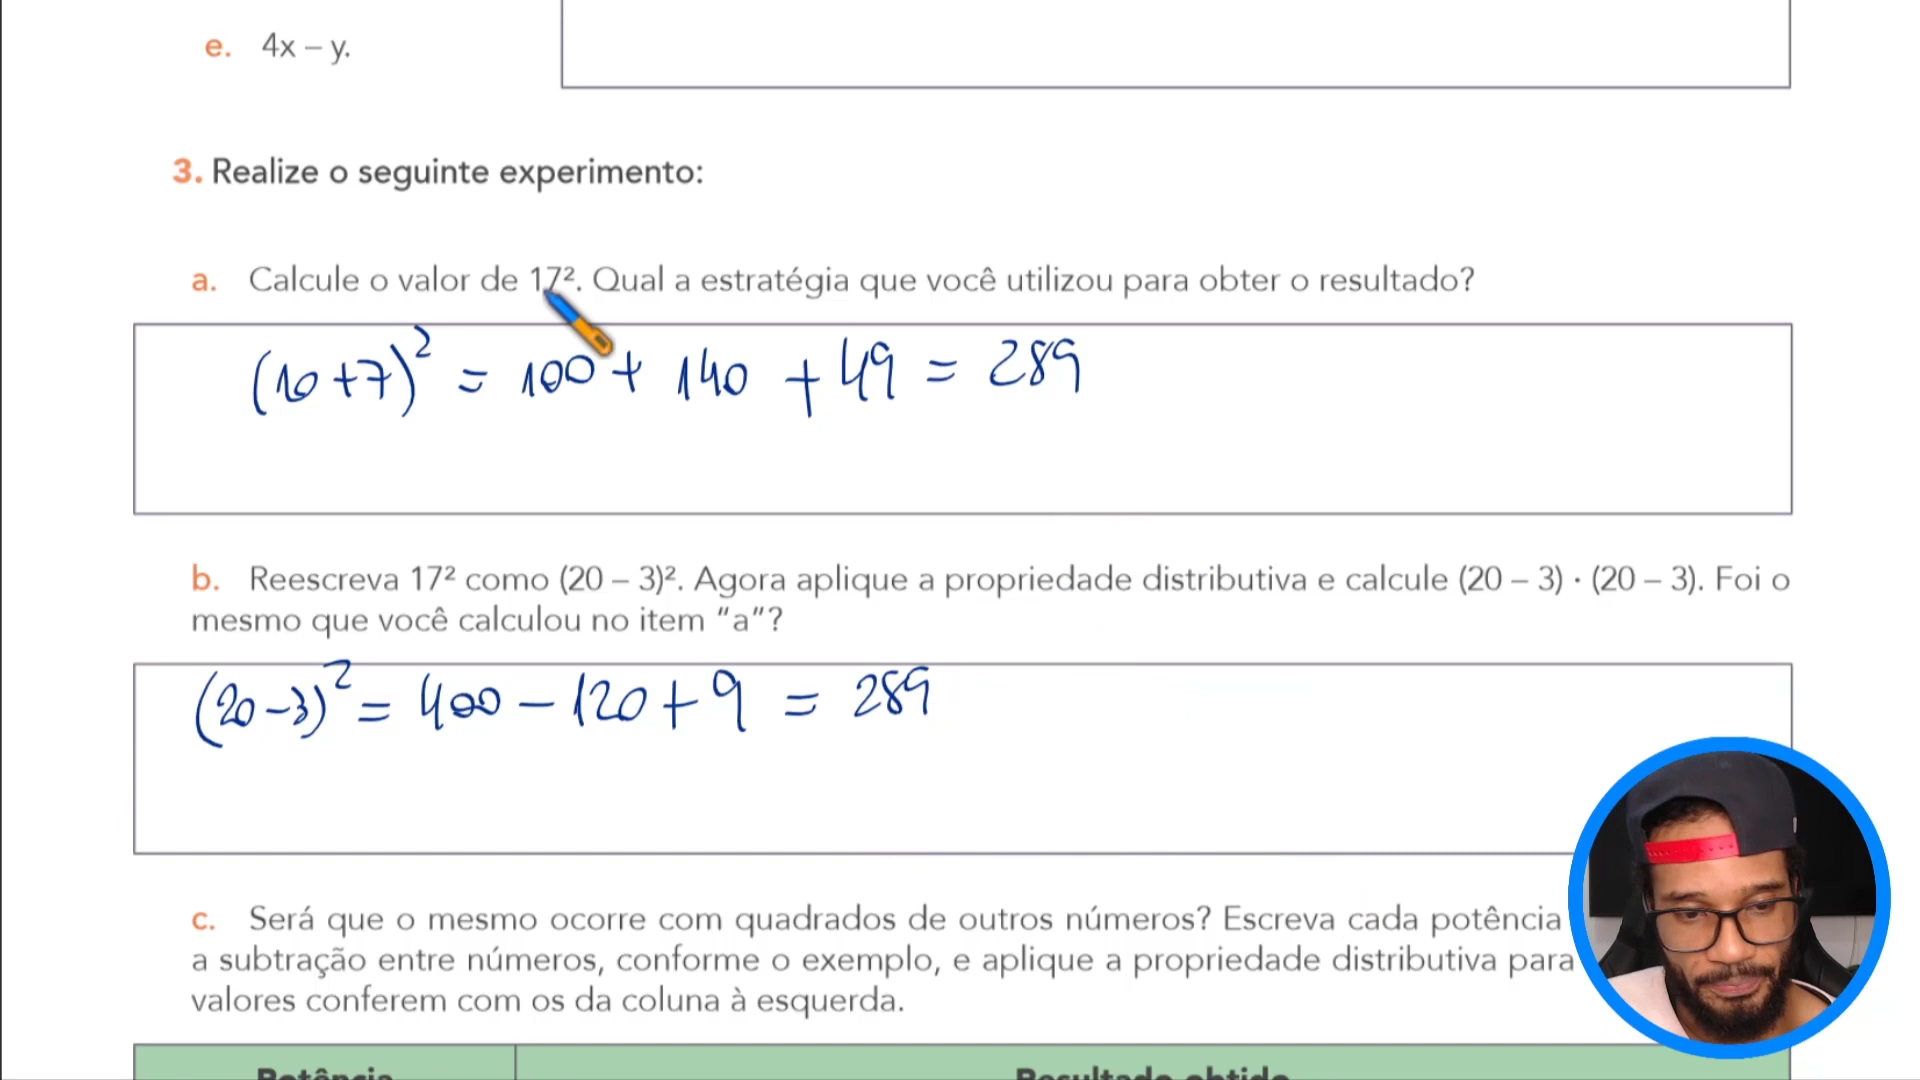 e. 4x – y.
3. Realize o seguinte experimento:
a. Calcule o valor de 17². Qual a estratégia que você utilizou para obter o resultado?
(10+7)² = 100 + 140 + 49 = 289
b. Reescreva 17² como (20 – 3)². Agora aplique a propriedade distributiva e calcule (20 – 3) · (20 – 3). Foi o
mesmo que você calculou no item “a”?
(20-3)² = 400 - 120 + 9 = 289
c. Será que o mesmo ocorre com quadrados de outros números? Escreva cada potência
a subtração entre números, conforme o exemplo, e aplique a propriedade distributiva para
valores conferem com os da coluna à esquerda.
Potência Resultado obtido